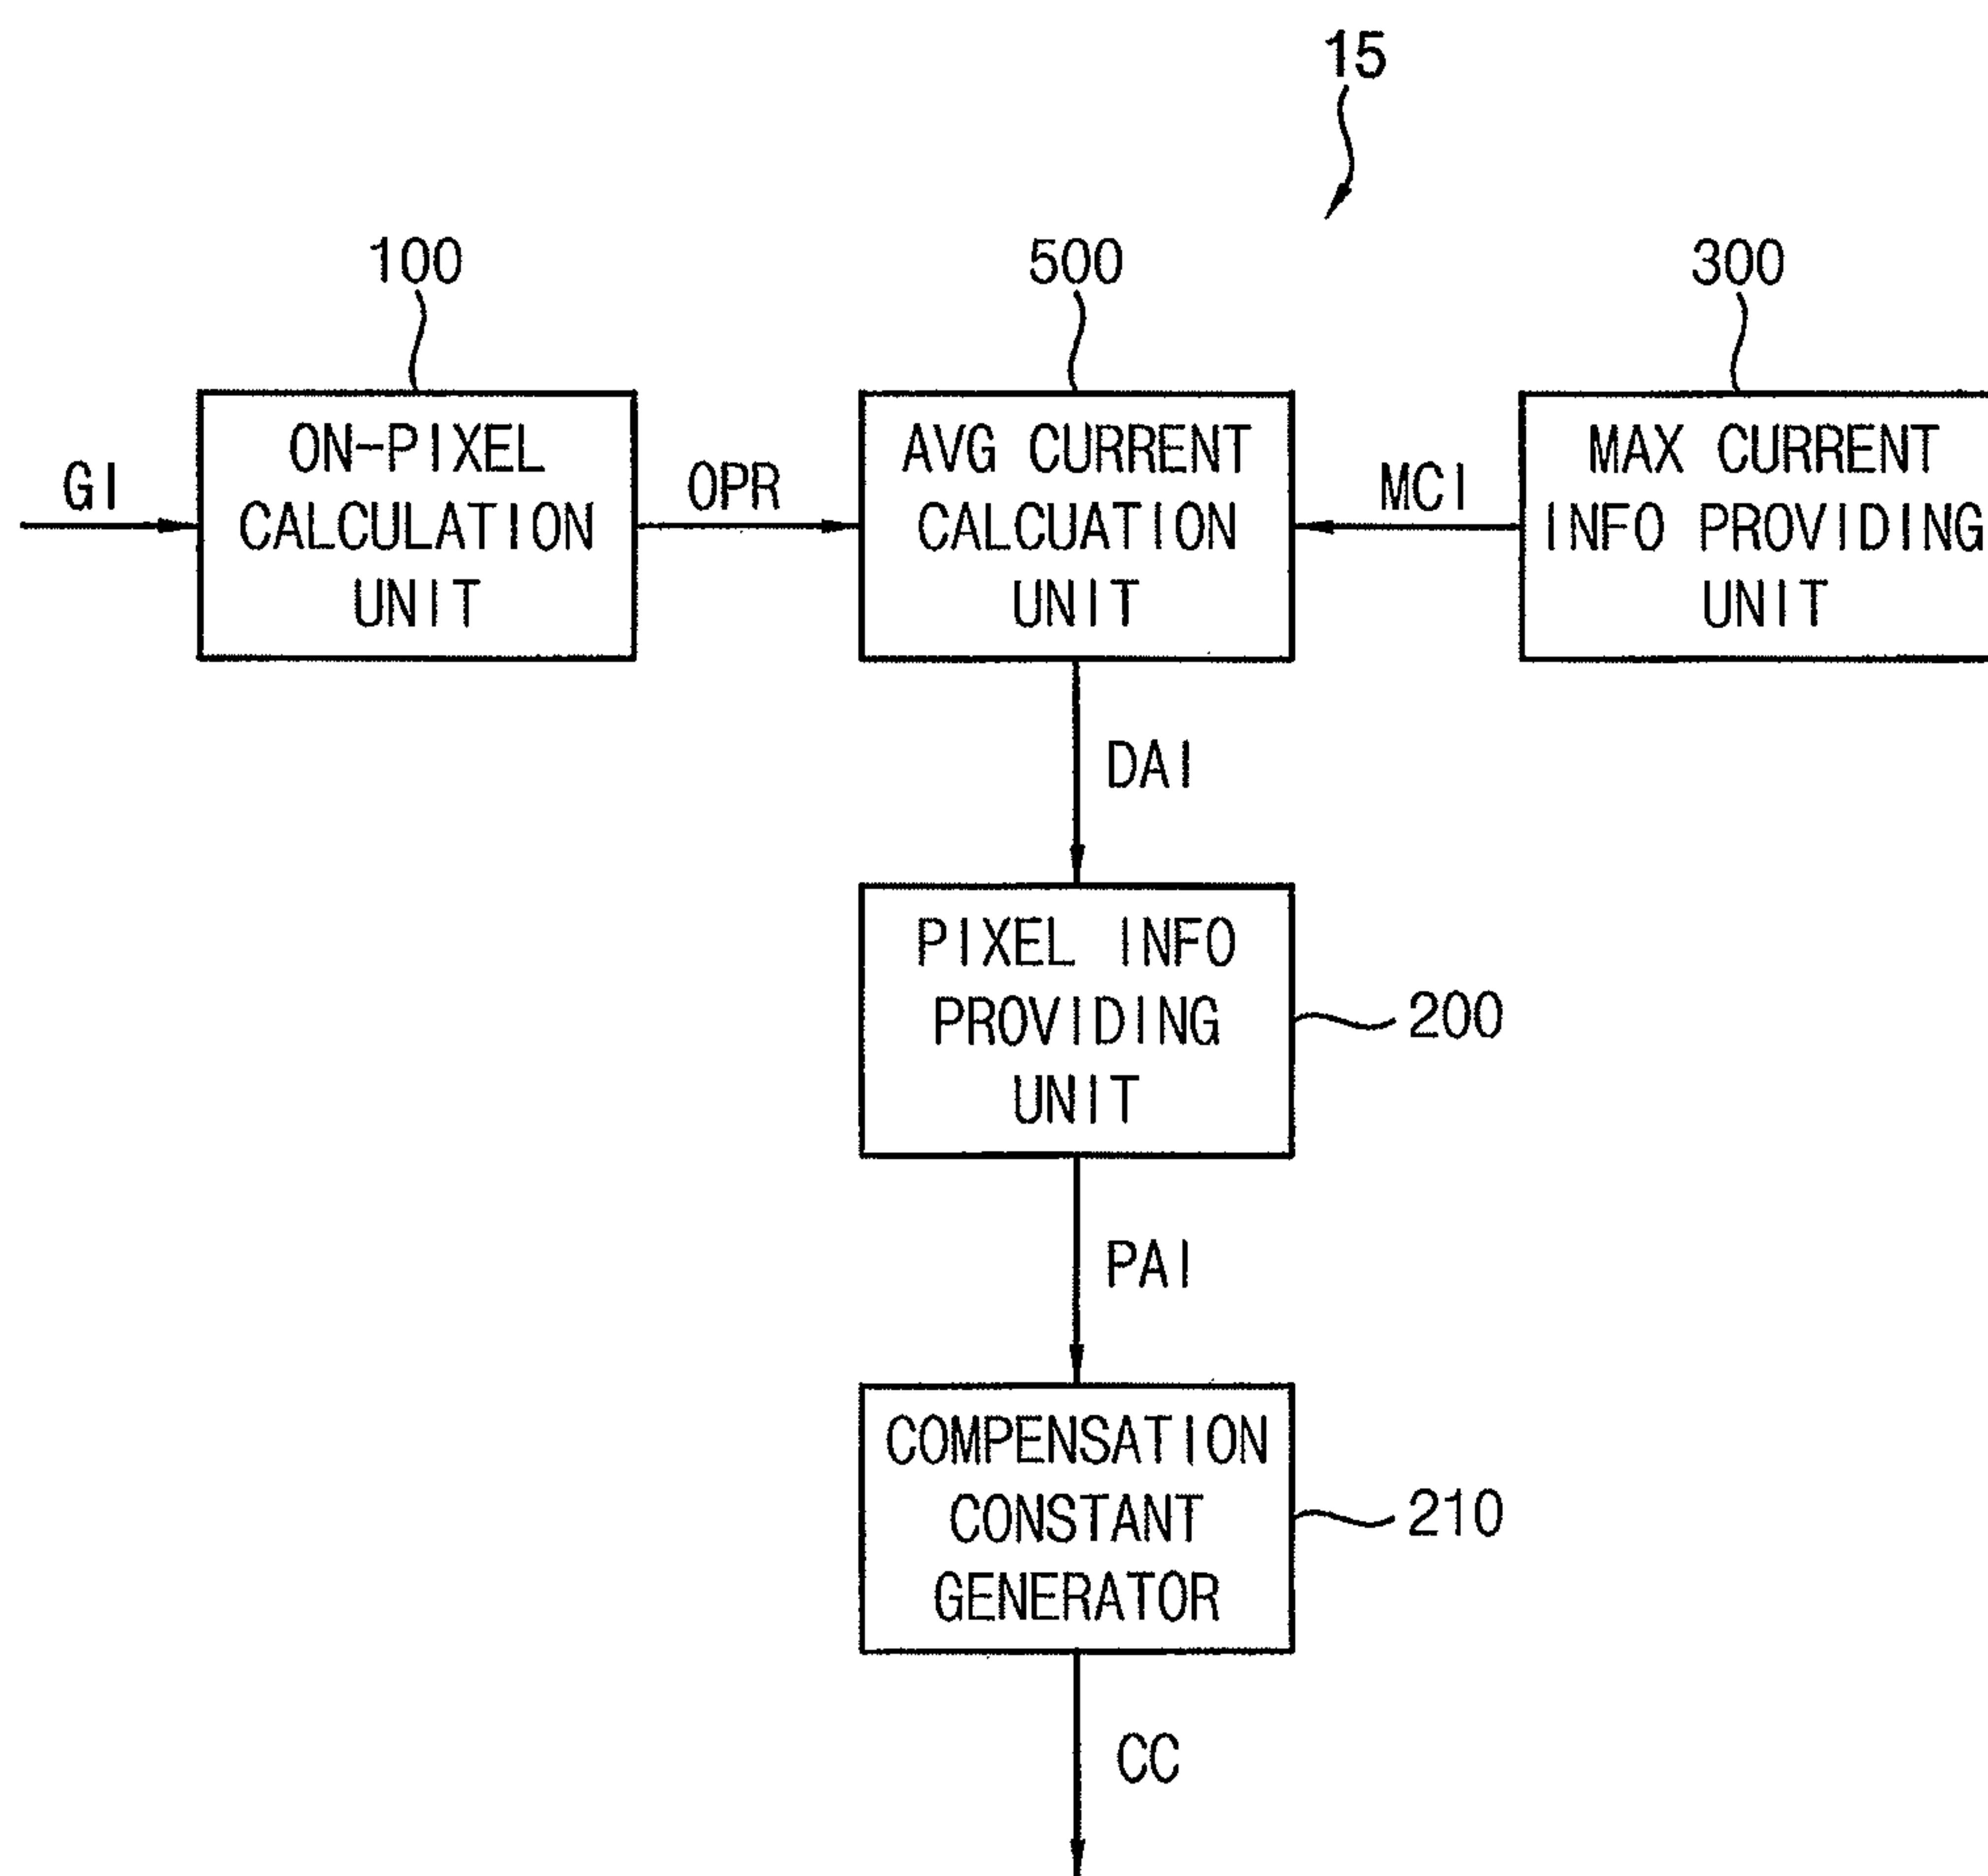 15
100
500
300
GI
ON-PIXEL
CALCULATION
UNIT
OPR
AVG CURRENT
CALCUATION
UNIT
MCI
MAX CURRENT
INFO PROVIDING
UNIT
DAI
PIXEL INFO
PROVIDING
UNIT
200
PAI
COMPENSATION
CONSTANT
GENERATOR
210
CC